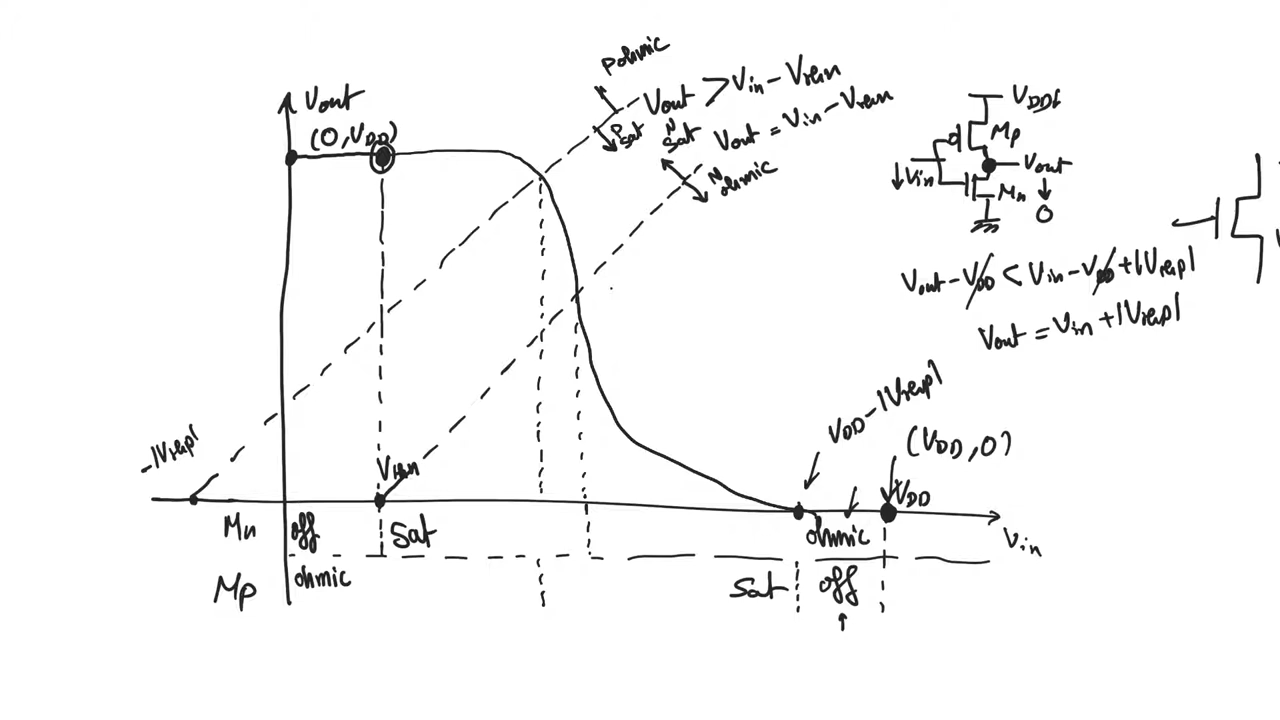 Pohmic
Vout
(0,VDD)
Vout > Vin - VTHn
Psat
Nsat
Vout = Vin - VTHn
Nohmic
VDD
Mp
Vin
Vout
Mn
0
Vout - VDD < Vin - VDD + |VTHp|
Vout = Vin + |VTHp|
VDD - |VTHp|
(VDD,0)
-|VTHp|
VTHn
VDD
Mn off Sat ohmic
Vin
Mp ohmic Sat off